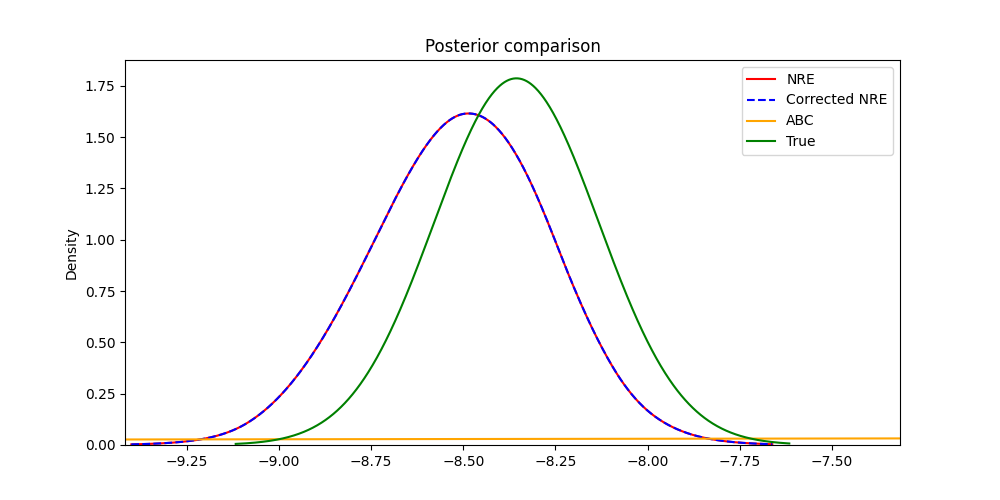 Posterior comparison
NRE
Corrected NRE
ABC
True
Density
1.75
1.50
1.25
1.00
0.75
0.50
0.25
0.00
−9.25 −9.00 −8.75 −8.50 −8.25 −8.00 −7.75 −7.50